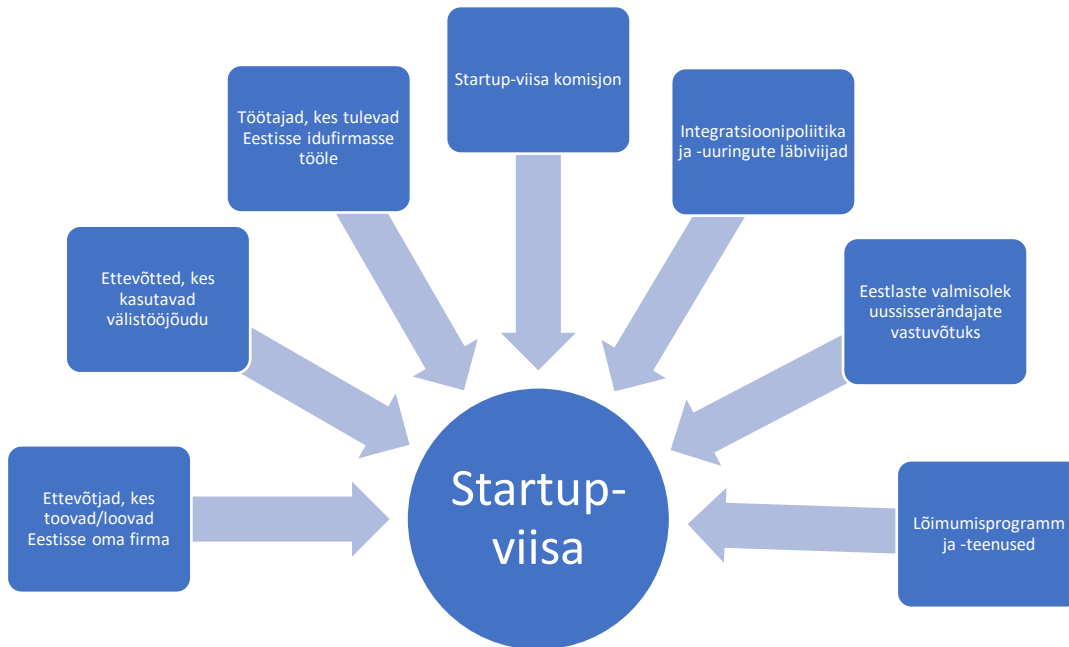 Startup-viisa komisjon
Töötajad, kes tulevad
Eestisse idufirmasse
tööle
Integratsioonipoliitika
ja -uuringute läbiviijad
Ettevõtted, kes
kasutavad
välistööjõudu
Eestlaste valmisolek
uussisserändajate
vastuvõtuks
Ettevõtjad, kes
toovad/loovad
Eestisse oma firma
Startup-
viisa
Lõimumisprogramm
ja -teenused